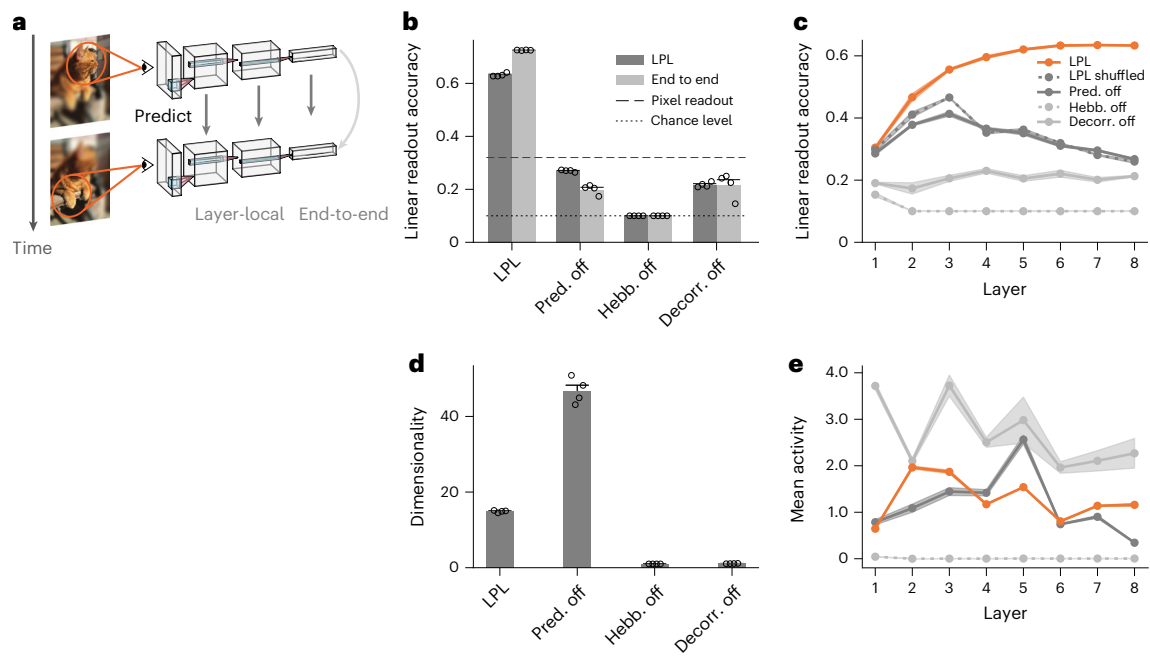 a
Predict
Layer-local
End-to-end
Time
b
Linear readout accuracy
0.6
0.4
0.2
0
LPL
End to end
Pixel readout
Chance level
LPL
Pred. off
Hebb. off
Decorr. off
c
Linear readout accuracy
0.6
0.4
0.2
0
LPL
LPL shuffled
Pred. off
Hebb. off
Decorr. off
1 2 3 4 5 6 7 8
Layer
d
Dimensionality
40
20
0
LPL
Pred. off
Hebb. off
Decorr. off
e
Mean activity
4.0
3.0
2.0
1.0
0
1 2 3 4 5 6 7 8
Layer